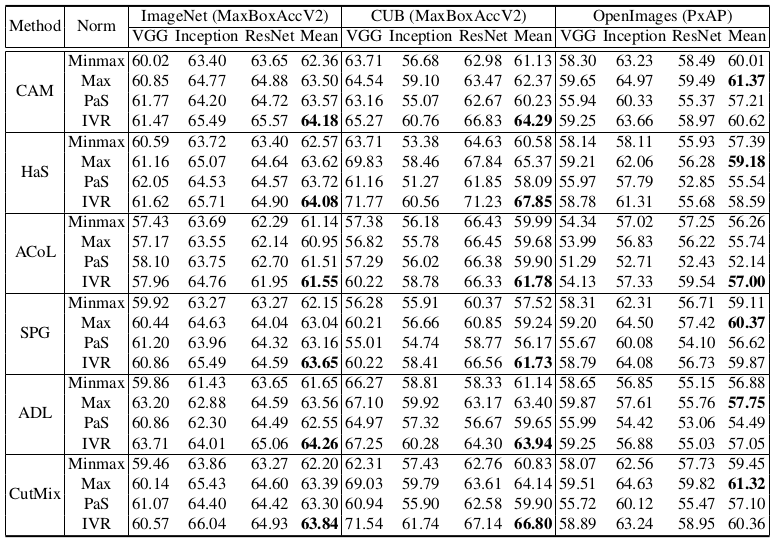 Method Norm ImageNet (MaxBoxAccV2) CUB (MaxBoxAccV2) OpenImages (PxAP)
VGG Inception ResNet Mean VGG Inception ResNet Mean VGG Inception ResNet Mean
CAM
Minmax 60.02 63.40 63.65 62.36 63.71 56.68 62.98 61.13 58.30 63.23 58.49 60.01
Max 60.85 64.77 64.88 63.50 64.54 59.10 63.47 62.37 59.65 64.97 59.49 61.37
PaS 61.77 64.20 64.72 63.57 63.16 55.07 62.67 60.23 55.94 60.33 55.37 57.21
IVR 61.47 65.49 65.57 64.18 65.27 60.76 66.83 64.29 59.25 63.66 58.97 60.62
HaS
Minmax 60.59 63.72 63.40 62.57 63.71 53.38 64.63 60.58 58.14 58.11 55.93 57.39
Max 61.16 65.07 64.64 63.62 69.83 58.46 67.84 65.37 59.21 62.06 56.28 59.18
PaS 62.05 64.53 64.57 63.72 61.16 51.27 61.85 58.09 55.97 57.79 52.85 55.54
IVR 61.62 65.71 64.90 64.08 71.77 60.56 71.23 67.85 58.78 61.31 55.68 58.59
ACoL
Minmax 57.43 63.69 62.29 61.14 57.38 56.18 66.43 59.99 54.34 57.02 57.25 56.26
Max 57.17 63.55 62.14 60.95 56.82 55.78 66.45 59.68 53.99 56.83 56.22 55.74
PaS 58.10 63.75 62.70 61.51 57.29 56.02 66.38 59.90 51.29 52.71 52.43 52.14
IVR 57.96 64.76 61.95 61.55 60.22 58.78 66.33 61.78 54.13 57.33 59.54 57.00
SPG
Minmax 59.92 63.27 63.27 62.15 56.28 55.91 60.37 57.52 58.31 62.31 56.71 59.11
Max 60.44 64.63 64.04 63.04 60.21 56.66 60.85 59.24 59.20 64.50 57.42 60.37
PaS 61.20 63.96 64.32 63.16 55.01 54.74 58.77 56.17 55.67 60.08 54.10 56.62
IVR 60.86 65.49 64.59 63.65 60.22 58.41 66.56 61.73 58.79 64.08 56.73 59.87
ADL
Minmax 59.86 61.43 63.65 61.65 66.27 58.81 58.33 61.14 58.65 56.85 55.15 56.88
Max 63.20 62.88 64.59 63.56 67.10 59.92 63.17 63.40 59.87 57.61 55.76 57.75
PaS 60.86 62.30 64.49 62.55 64.97 57.32 56.67 59.65 55.99 54.42 53.06 54.49
IVR 63.71 64.01 65.06 64.26 67.25 60.28 64.30 63.94 59.25 56.88 55.03 57.05
CutMix
Minmax 59.46 63.86 63.27 62.20 62.31 57.43 62.76 60.83 58.07 62.56 57.73 59.45
Max 60.14 65.43 64.60 63.39 69.03 59.79 63.61 64.14 59.51 64.63 59.82 61.32
PaS 61.07 64.40 64.42 63.30 60.94 55.90 62.58 59.90 55.72 60.12 55.47 57.10
IVR 60.57 66.04 64.93 63.84 71.54 61.74 67.14 66.80 58.89 63.24 58.95 60.36